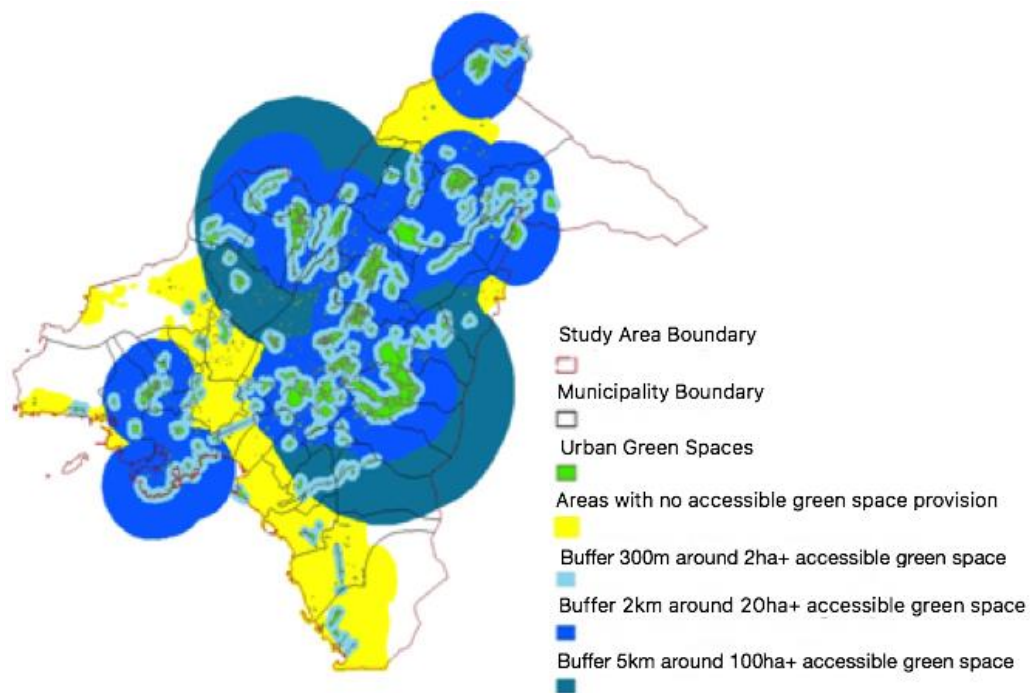 Study Area Boundary
Municipality Boundary
Urban Green Spaces
Areas with no accessible green space provision
Buffer 300m around 2ha+ accessible green space
Buffer 2km around 20ha+ accessible green space
Buffer 5km around 100ha+ accessible green space